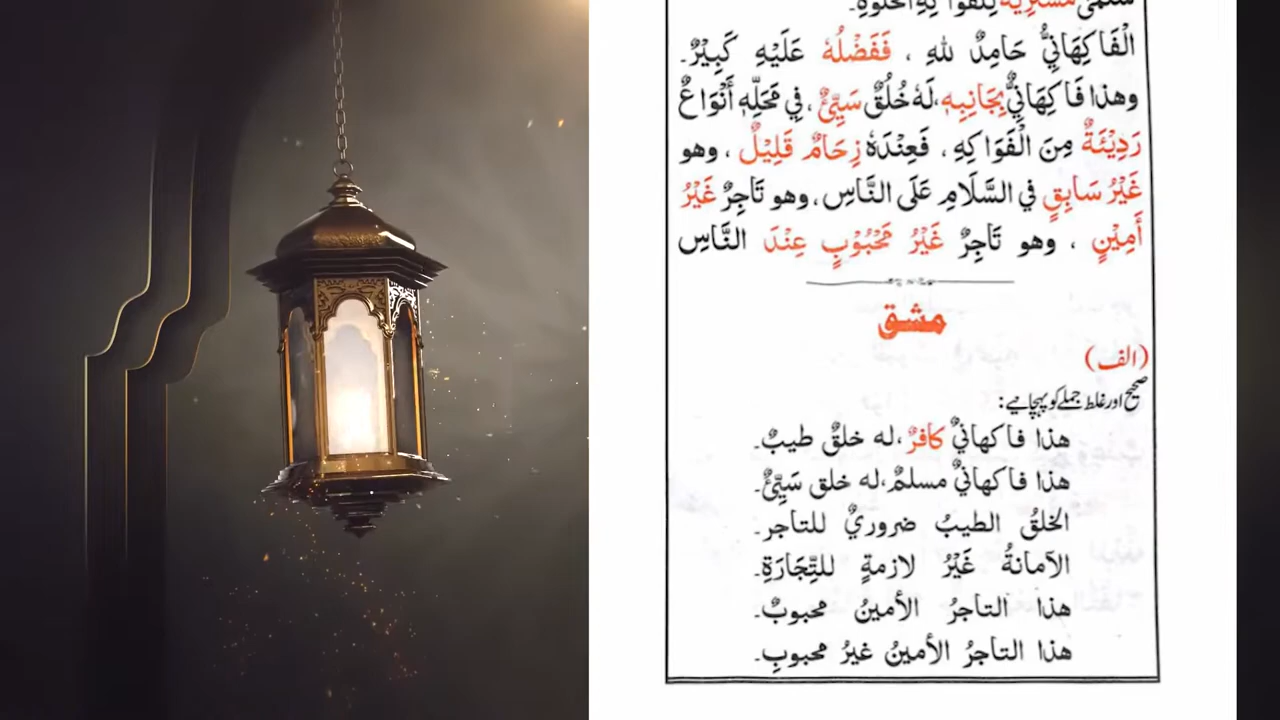 مُشْتَرِيَهٗ
الْفَاكِهَانِيُّ حَامِدٌ للهِ ، فَفَضْلُهٗ عَلَيْهِ كَبِيْرٌ۔
وهذا فَاكِهَانِيٌّ بِجَانِبِهٖ، لَهٗ خُلُقٌ سَيِّئٌ، فِي مَحَلِّهٖ أَنْوَاعٌ
رَدِيْئَةٌ مِنَ الْفَوَاكِهِ ، فَعِنْدَهٗ زِحَامٌ قَلِيْلٌ ، وهو
غَيْرُ سَابِقٍ في السَّلَامِ عَلَى النَّاسِ، وهو تَاجِرٌ غَيْرُ
أَمِيْنٍ ، وهو تَاجِرٌ غَيْرُ مَحْبُوْبٍ عِنْدَ النَّاسِ
مشق
(الف)
صحیح اور غلط جملے کو پہچانیے:
هذا فاكهانيٌّ كافرٌ، له خلقٌ طيبٌ۔
هذا فاكهانيٌّ مسلمٌ، له خلق سَيِّئٌ۔
الخلقُ الطيبُ ضروريٌّ للتاجر۔
الآمانةُ غَيْرُ لازمةٍ للتِّجَارَةِ۔
هذا التاجرُ الأمينُ محبوبٌ۔
هذا التاجرُ الأمينُ غيرُ محبوبٍ۔